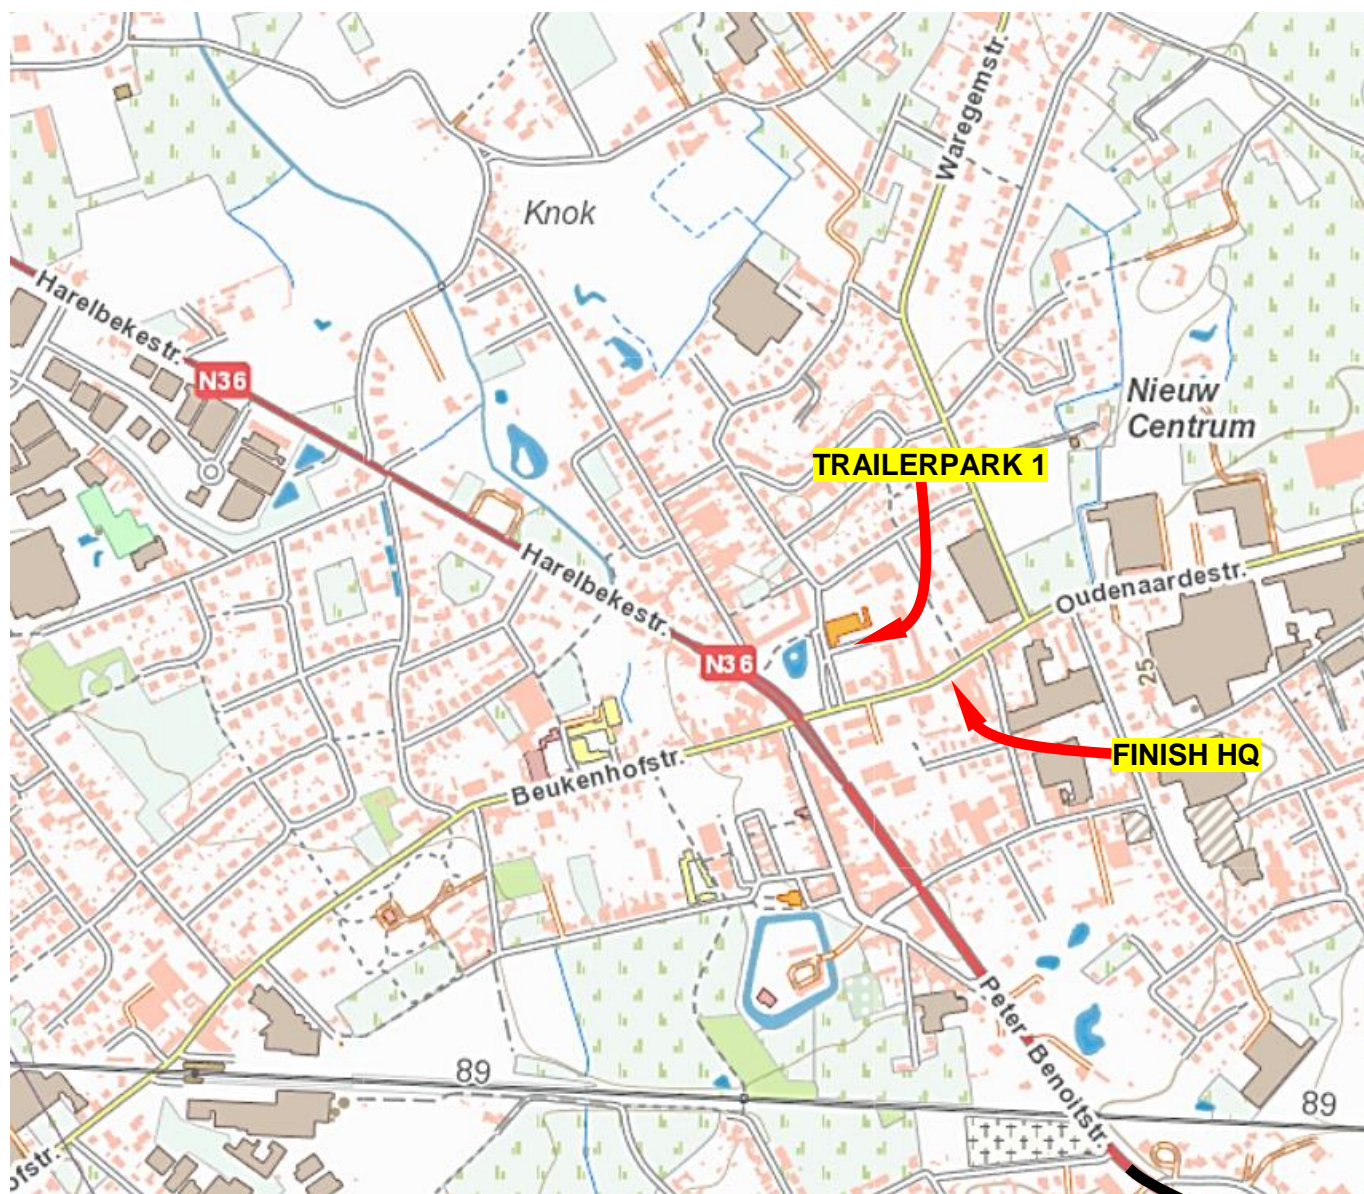 Waregemstr.
Knok
Harelbekestr.
N36
Nieuw
Centrum
TRAILERPARK 1
Harelbekestr.
Oudenaardestr.
N36
25
FINISH HQ
Beukenhofstr.
Peter Benoitstr.
89
89
ofstr.